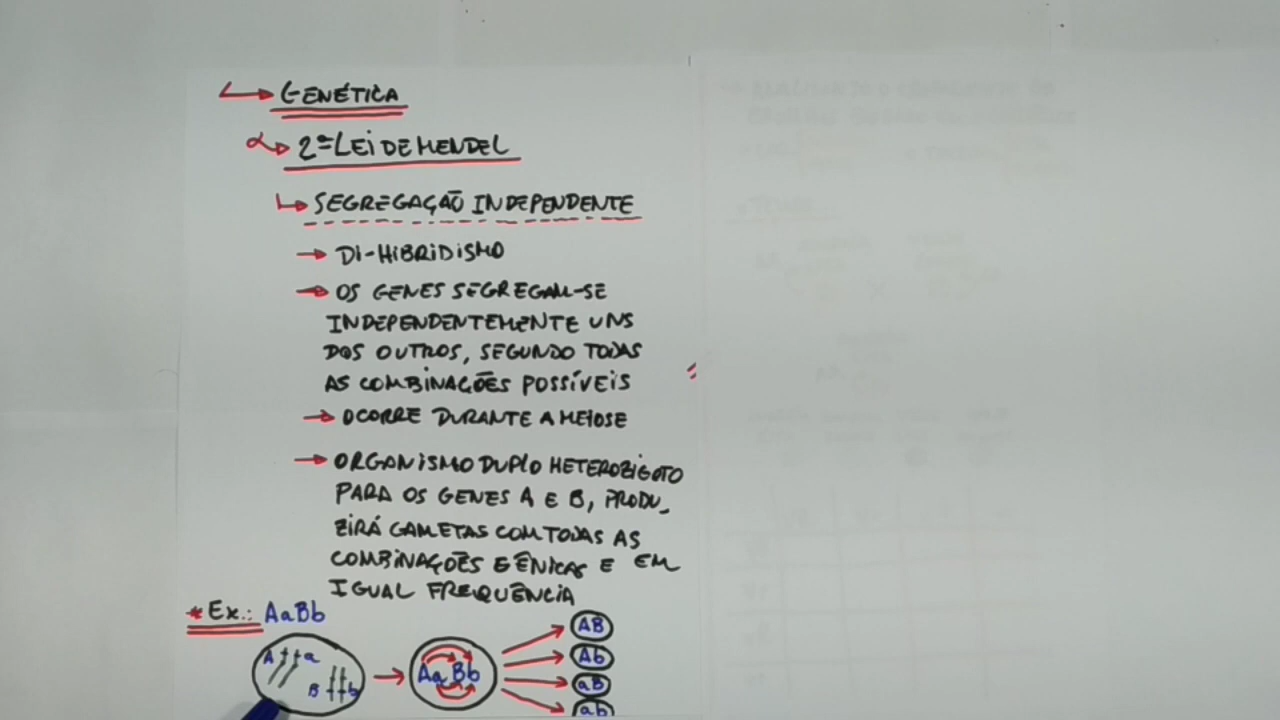 GENÉTICA
2ª LEI DE MENDEL
SEGREGAÇÃO INDEPENDENTE
DI-HIBRIDISMO
OS GENES SEGREGAM-SE
INDEPENDENTEMENTE UNS
DOS OUTROS, SEGUNDO TODAS
AS COMBINAÇÕES POSSÍVEIS
OCORRE DURANTE A MEIOSE
ORGANISMO DUPLO HETEROZIGOTO
PARA OS GENES A E B, PRODU_
ZIRÁ GAMETAS COM TODAS AS
COMBINAÇÕES GÊNICAS E EM
IGUAL FREQUÊNCIA
* Ex.: AaBb
A a
B b
Aa Bb
AB
Ab
aB
ab